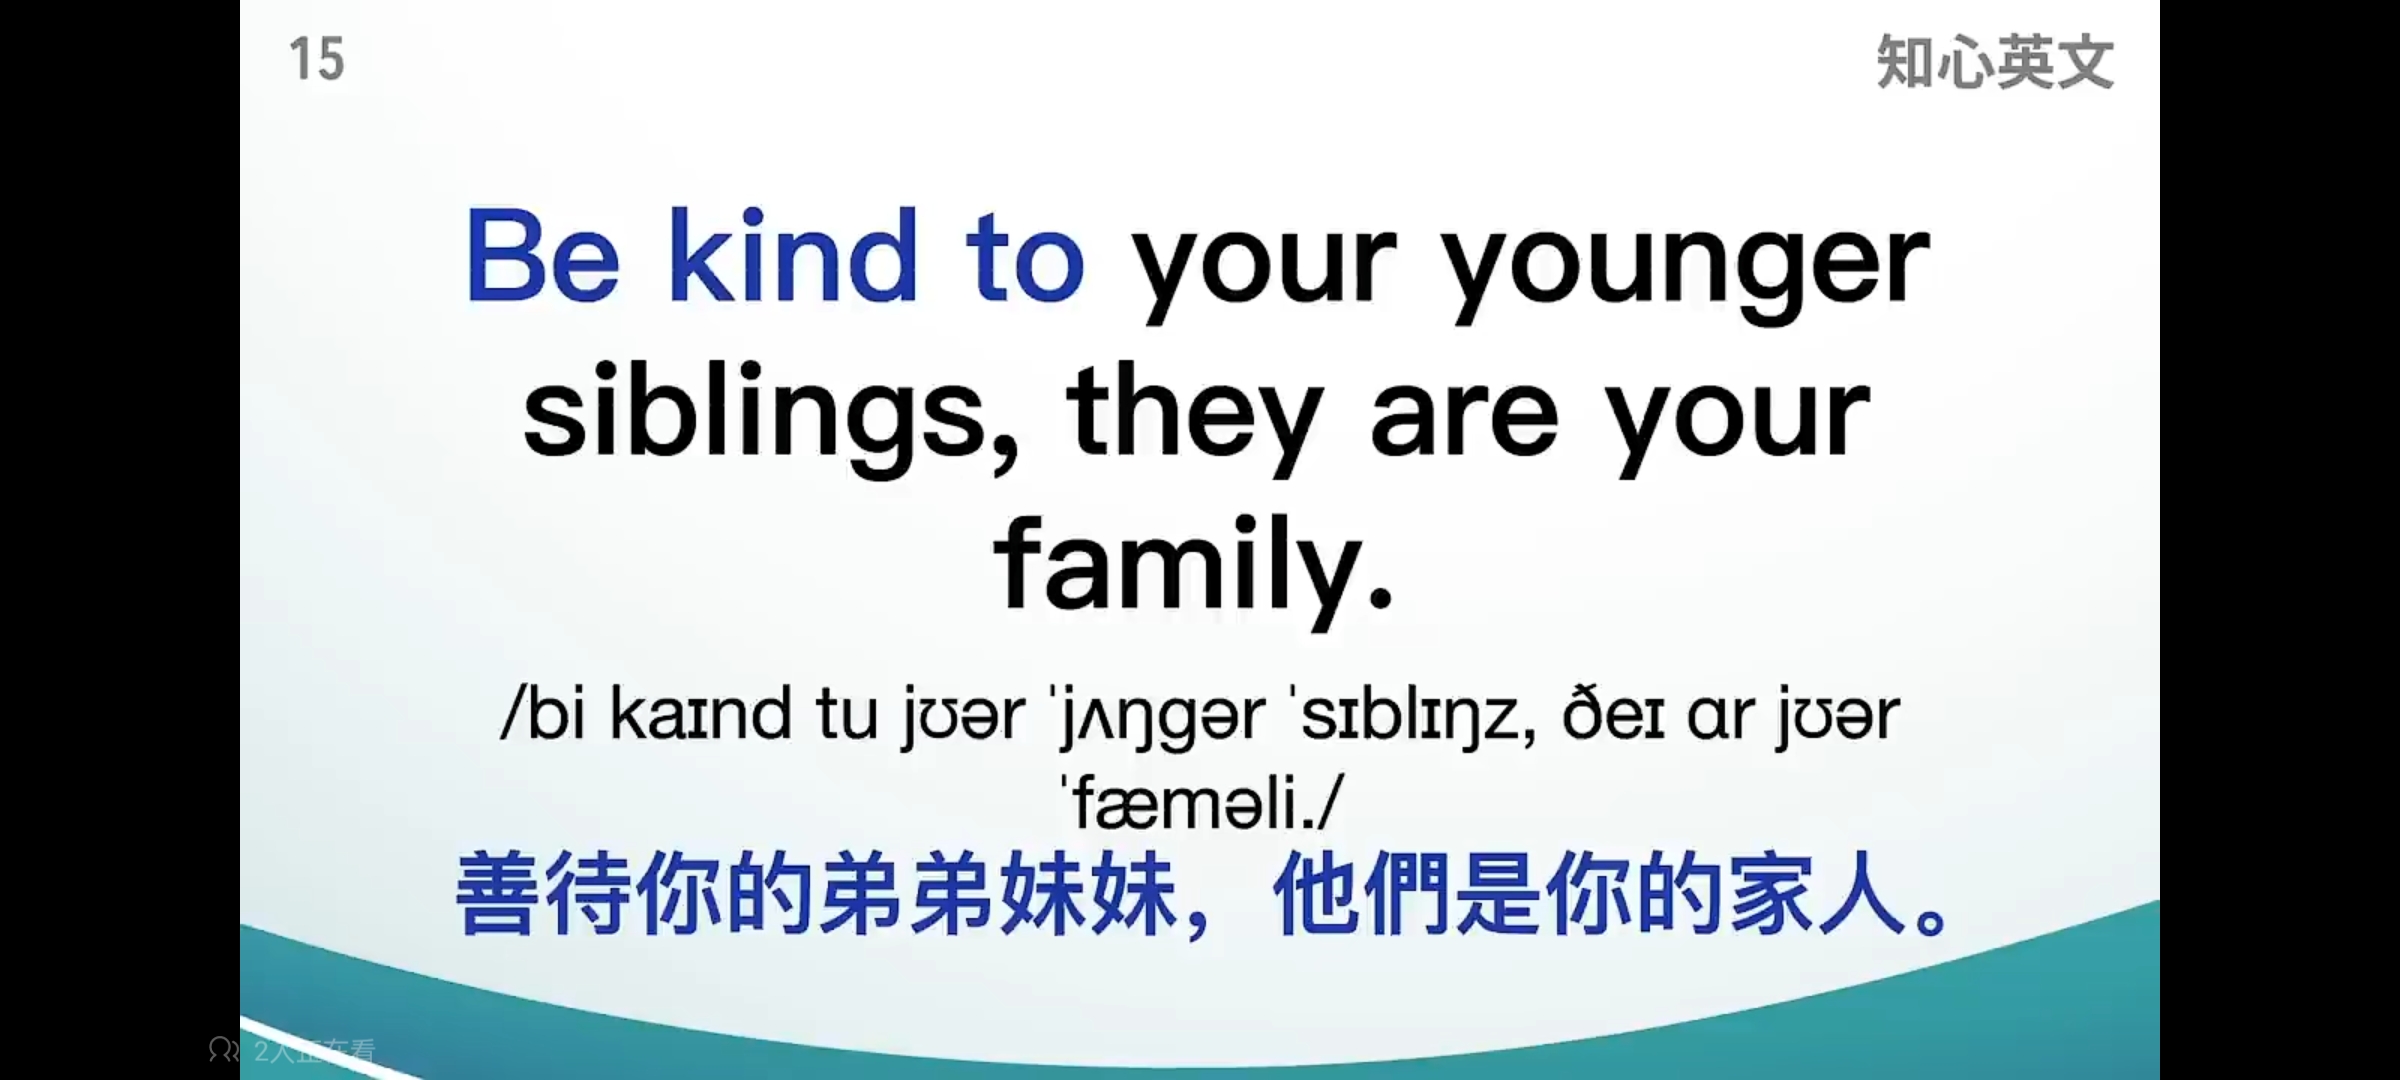 15
知心英文
Be kind to your younger
siblings, they are your
family.
/bi kaɪnd tu jʊər ˈjʌŋgər ˈsɪblɪŋz, ðeɪ ɑr jʊər
ˈfæməli./
善待你的弟弟妹妹，他們是你的家人。
2人正在看